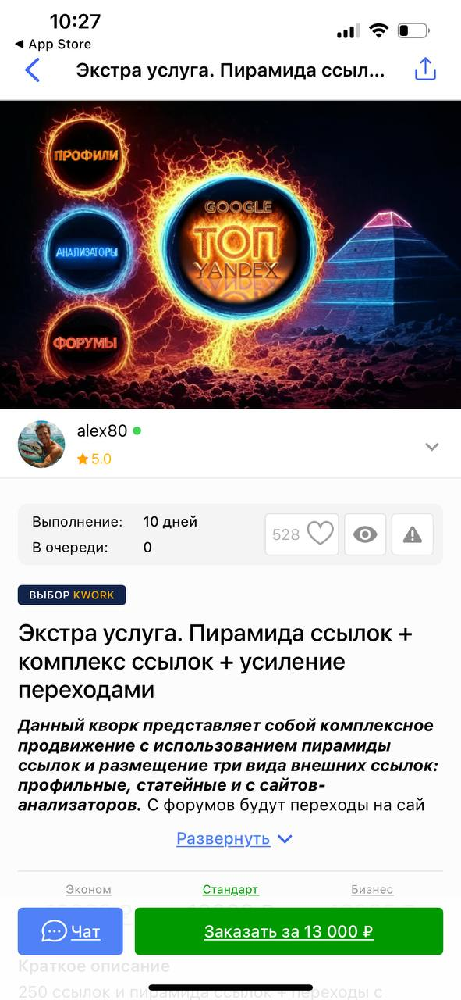 10:27
◀ App Store
Экстра услуга. Пирамида ссыл...
ПРОФИЛИ
АНАЛИЗАТОРЫ
ФОРУМЫ
GOOGLE
ТОП
YANDEX
alex80
5.0
Выполнение: 10 дней
В очереди: 0
528
ВЫБОР KWORK
Экстра услуга. Пирамида ссылок +
комплекс ссылок + усиление
переходами
Данный кворк представляет собой комплексное
продвижение с использованием пирамиды
ссылок и размещение три вида внешних ссылок:
профильные, статейные и с сайтов-
анализаторов. С форумов будут переходы на сай
Развернуть
Эконом Стандарт Бизнес
Чат
Заказать за 13 000 ₽
Краткое описание
250 ссылок и пирамида ссылок + переходы с